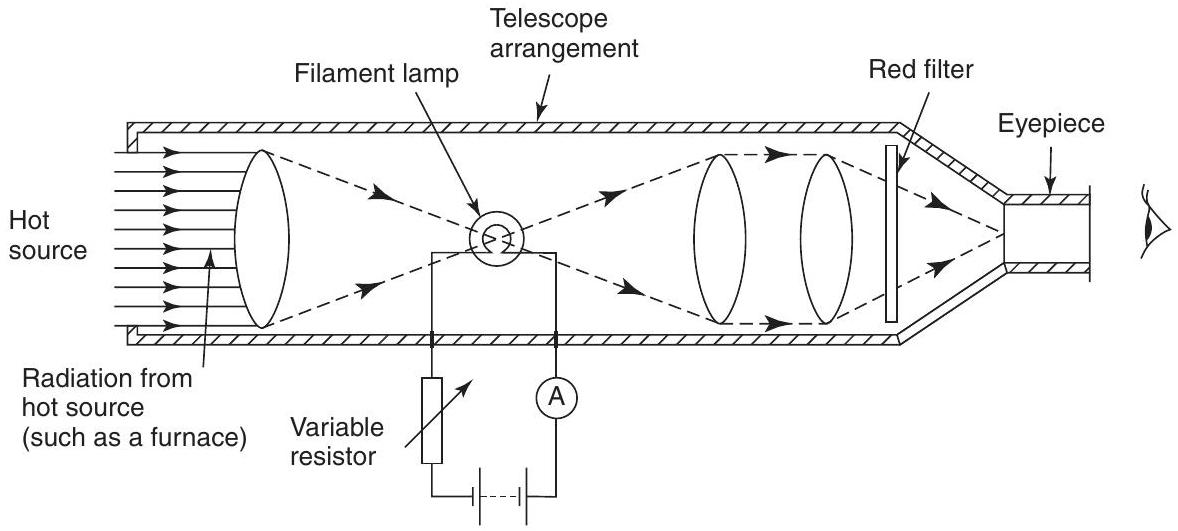 Telescope
arrangement
Filament lamp
Red filter
Eyepiece
Hot
source
Radiation from
hot source
(such as a furnace)
Variable
resistor
A